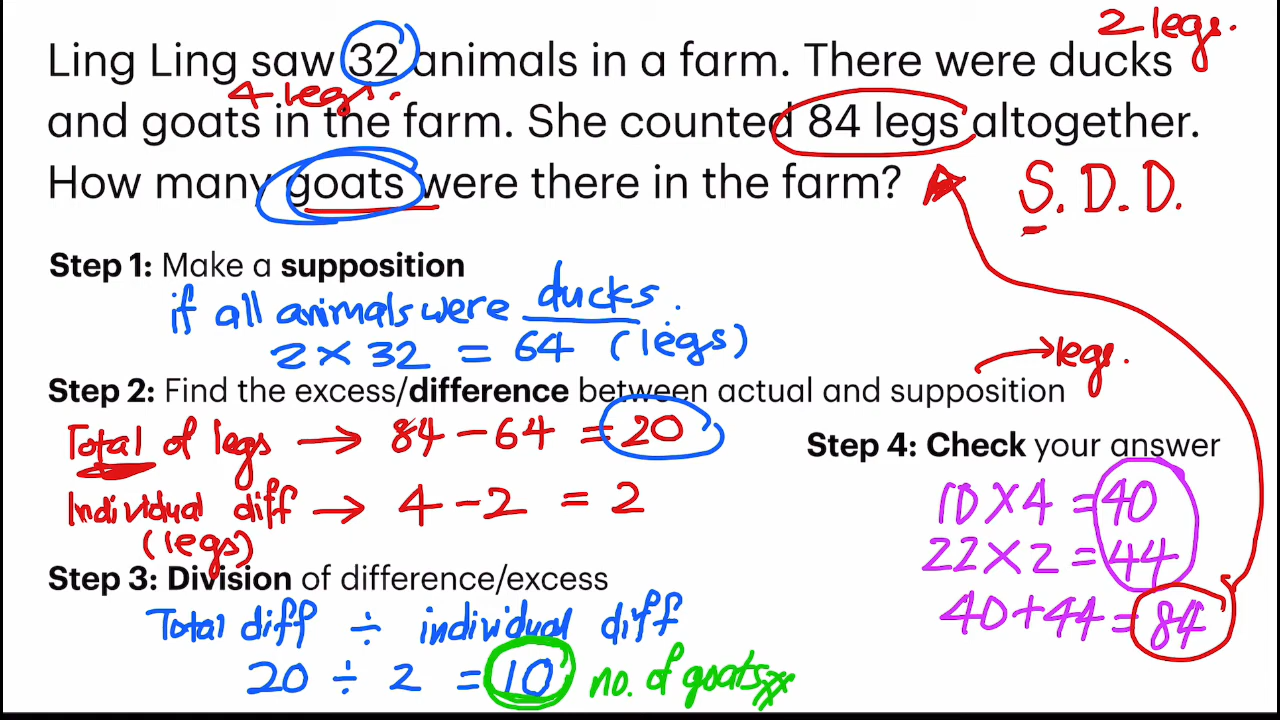 2 legs.
Ling Ling saw 32 animals in a farm. There were ducks
4 legs.
and goats in the farm. She counted 84 legs altogether.
How many goats were there in the farm?
S. D. D.
Step 1: Make a supposition
if all animals were ducks.
2 × 32 = 64 (legs)
→ legs.
Step 2: Find the excess/difference between actual and supposition
Total of legs → 84 - 64 = 20
Individual diff → 4 - 2 = 2
(legs)
Step 3: Division of difference/excess
Total diff ÷ individual diff
20 ÷ 2 = 10 no. of goats
Step 4: Check your answer
10 × 4 = 40
22 × 2 = 44
40 + 44 = 84